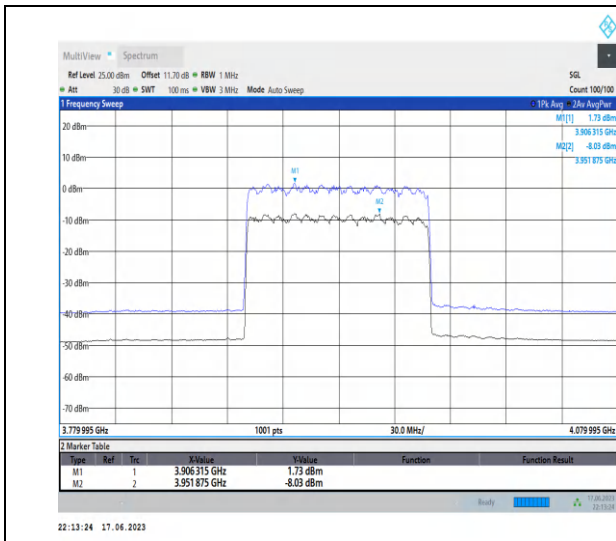 MultiView Spectrum
Ref Level 25.00 dBm Offset 11.70 dB RBW 1 MHz SGL
Att 30 dB SWT 100 ms VBW 3 MHz Mode Auto Sweep Count 100/100
1 Frequency Sweep 1Pk Avg 2Av AvgPwr
M1[1] 1.73 dBm
3.906 315 GHz
M2[2] -8.03 dBm
3.951 875 GHz
20 dBm
10 dBm
M1
0 dBm
M2
-10 dBm
-20 dBm
-30 dBm
-40 dBm
-50 dBm
-60 dBm
-70 dBm
3.779 995 GHz 1001 pts 30.0 MHz/ 4.079 995 GHz
2 Marker Table
Type Ref Trc X-Value Y-Value Function Function Result
M1 1 3.906 315 GHz 1.73 dBm
M2 2 3.951 875 GHz -8.03 dBm
Ready 17.06.2023
22:13:24
22:13:24 17.06.2023